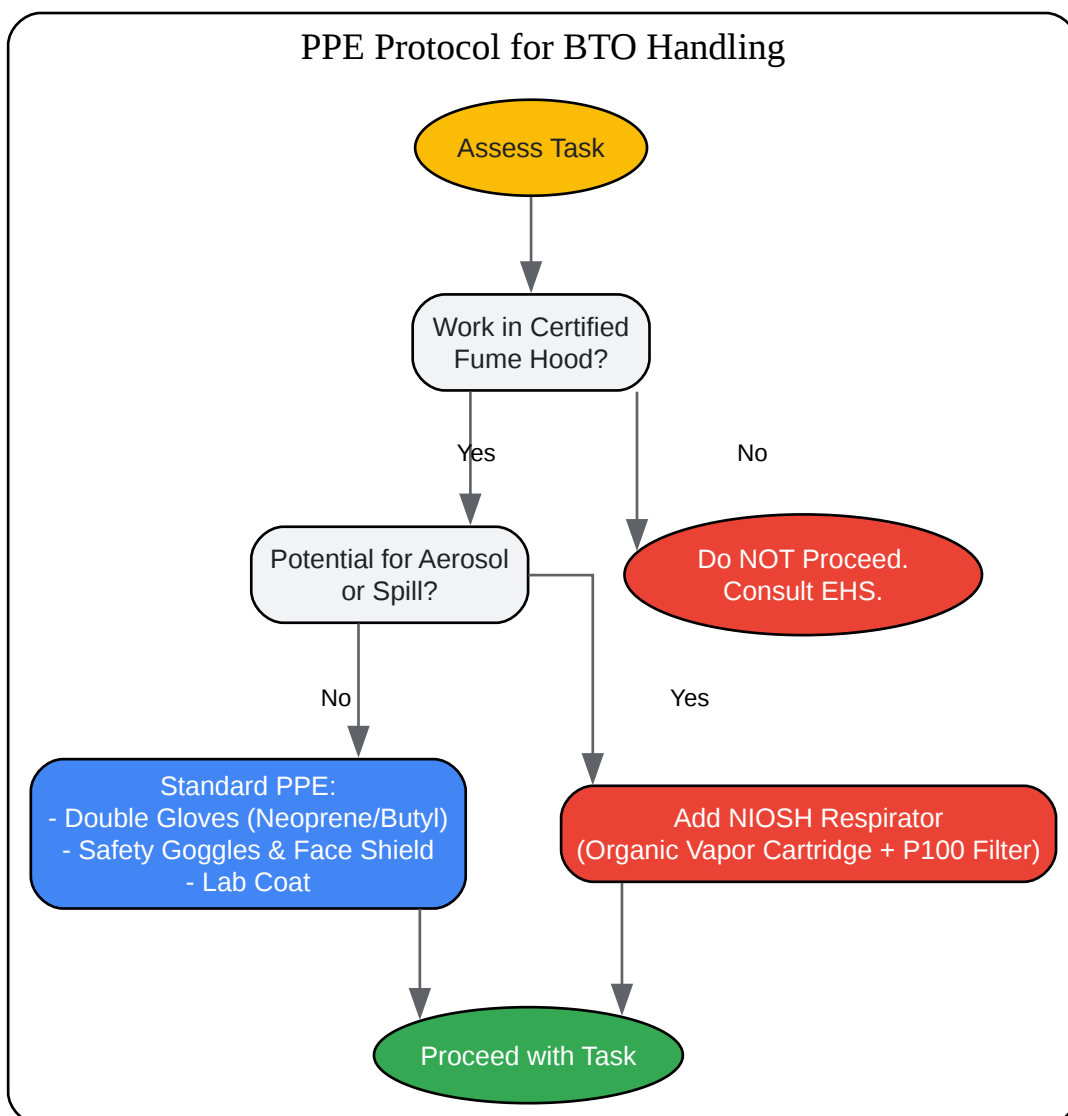 PPE Protocol for BTO Handling
Assess Task
Work in Certified
Fume Hood?
Yes
No
Potential for Aerosol
or Spill?
Do NOT Proceed.
Consult EHS.
No
Yes
Standard PPE:
- Double Gloves (Neoprene/Butyl)
- Safety Goggles & Face Shield
- Lab Coat
Add NIOSH Respirator
(Organic Vapor Cartridge + P100 Filter)
Proceed with Task